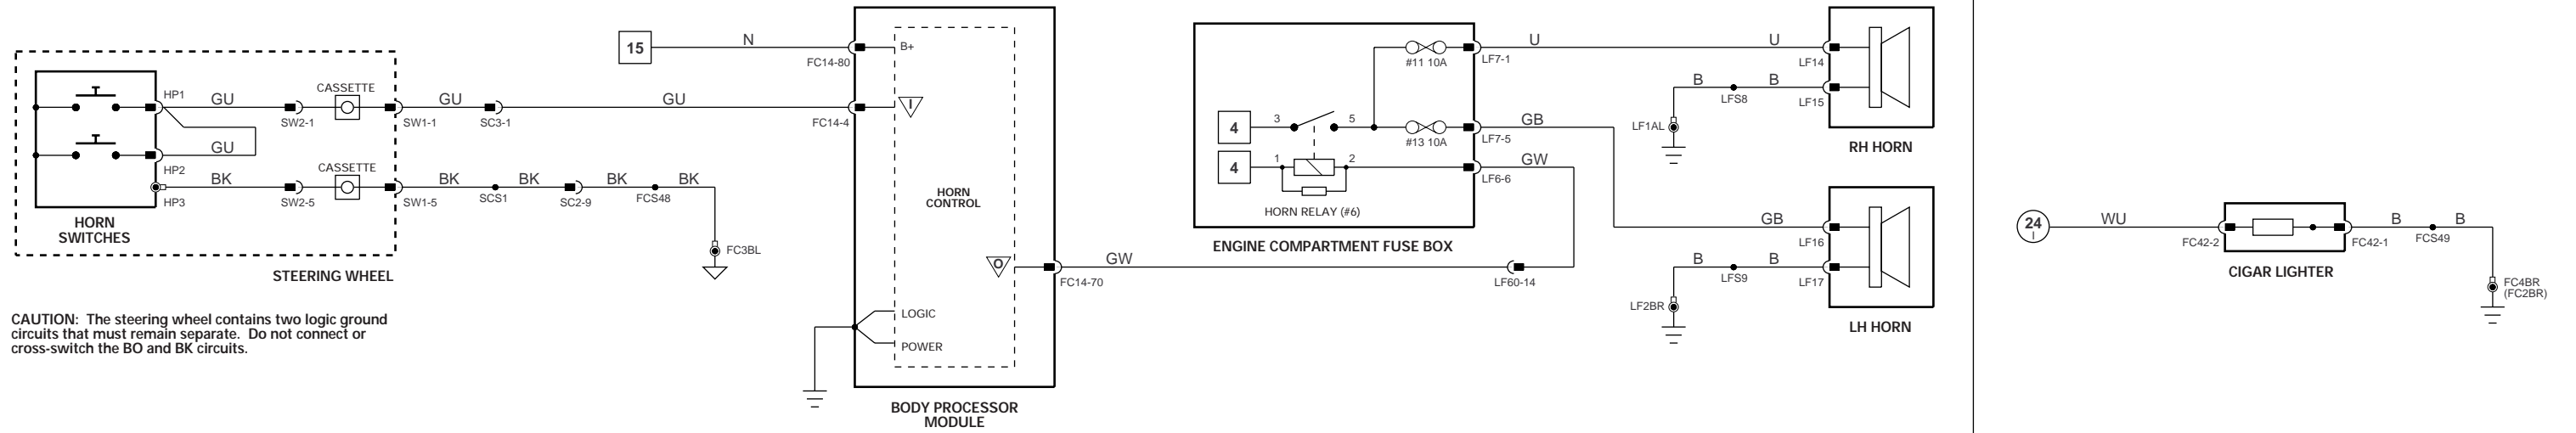 15
N
B+
FC14-80
HP1
GU
CASSETTE
GU
GU
SW2-1
SW1-1
SC3-1
FC14-4
I
GU
HP2
CASSETTE
BK
BK
BK
BK
BK
HP3
SW2-5
SW1-5
SCS1
SC2-9
FCS48
HORN
SWITCHES
FC3BL
STEERING WHEEL
CAUTION: The steering wheel contains two logic ground
circuits that must remain separate. Do not connect or
cross-switch the BO and BK circuits.
HORN
CONTROL
O
GW
FC14-70
LF60-14
LOGIC
POWER
BODY PROCESSOR
MODULE
#11 10A
LF7-1
U
U
4
3
5
#13 10A
LF7-5
GB
4
1
2
LF6-6
GW
HORN RELAY (#6)
ENGINE COMPARTMENT FUSE BOX
LF14
B
B
LFS8
LF15
LF1AL
RH HORN
GB
LF16
B
B
LFS9
LF17
LF2BR
LH HORN
24
I
WU
FC42-2
FC42-1
B
B
FCS49
CIGAR LIGHTER
FC4BR
(FC2BR)